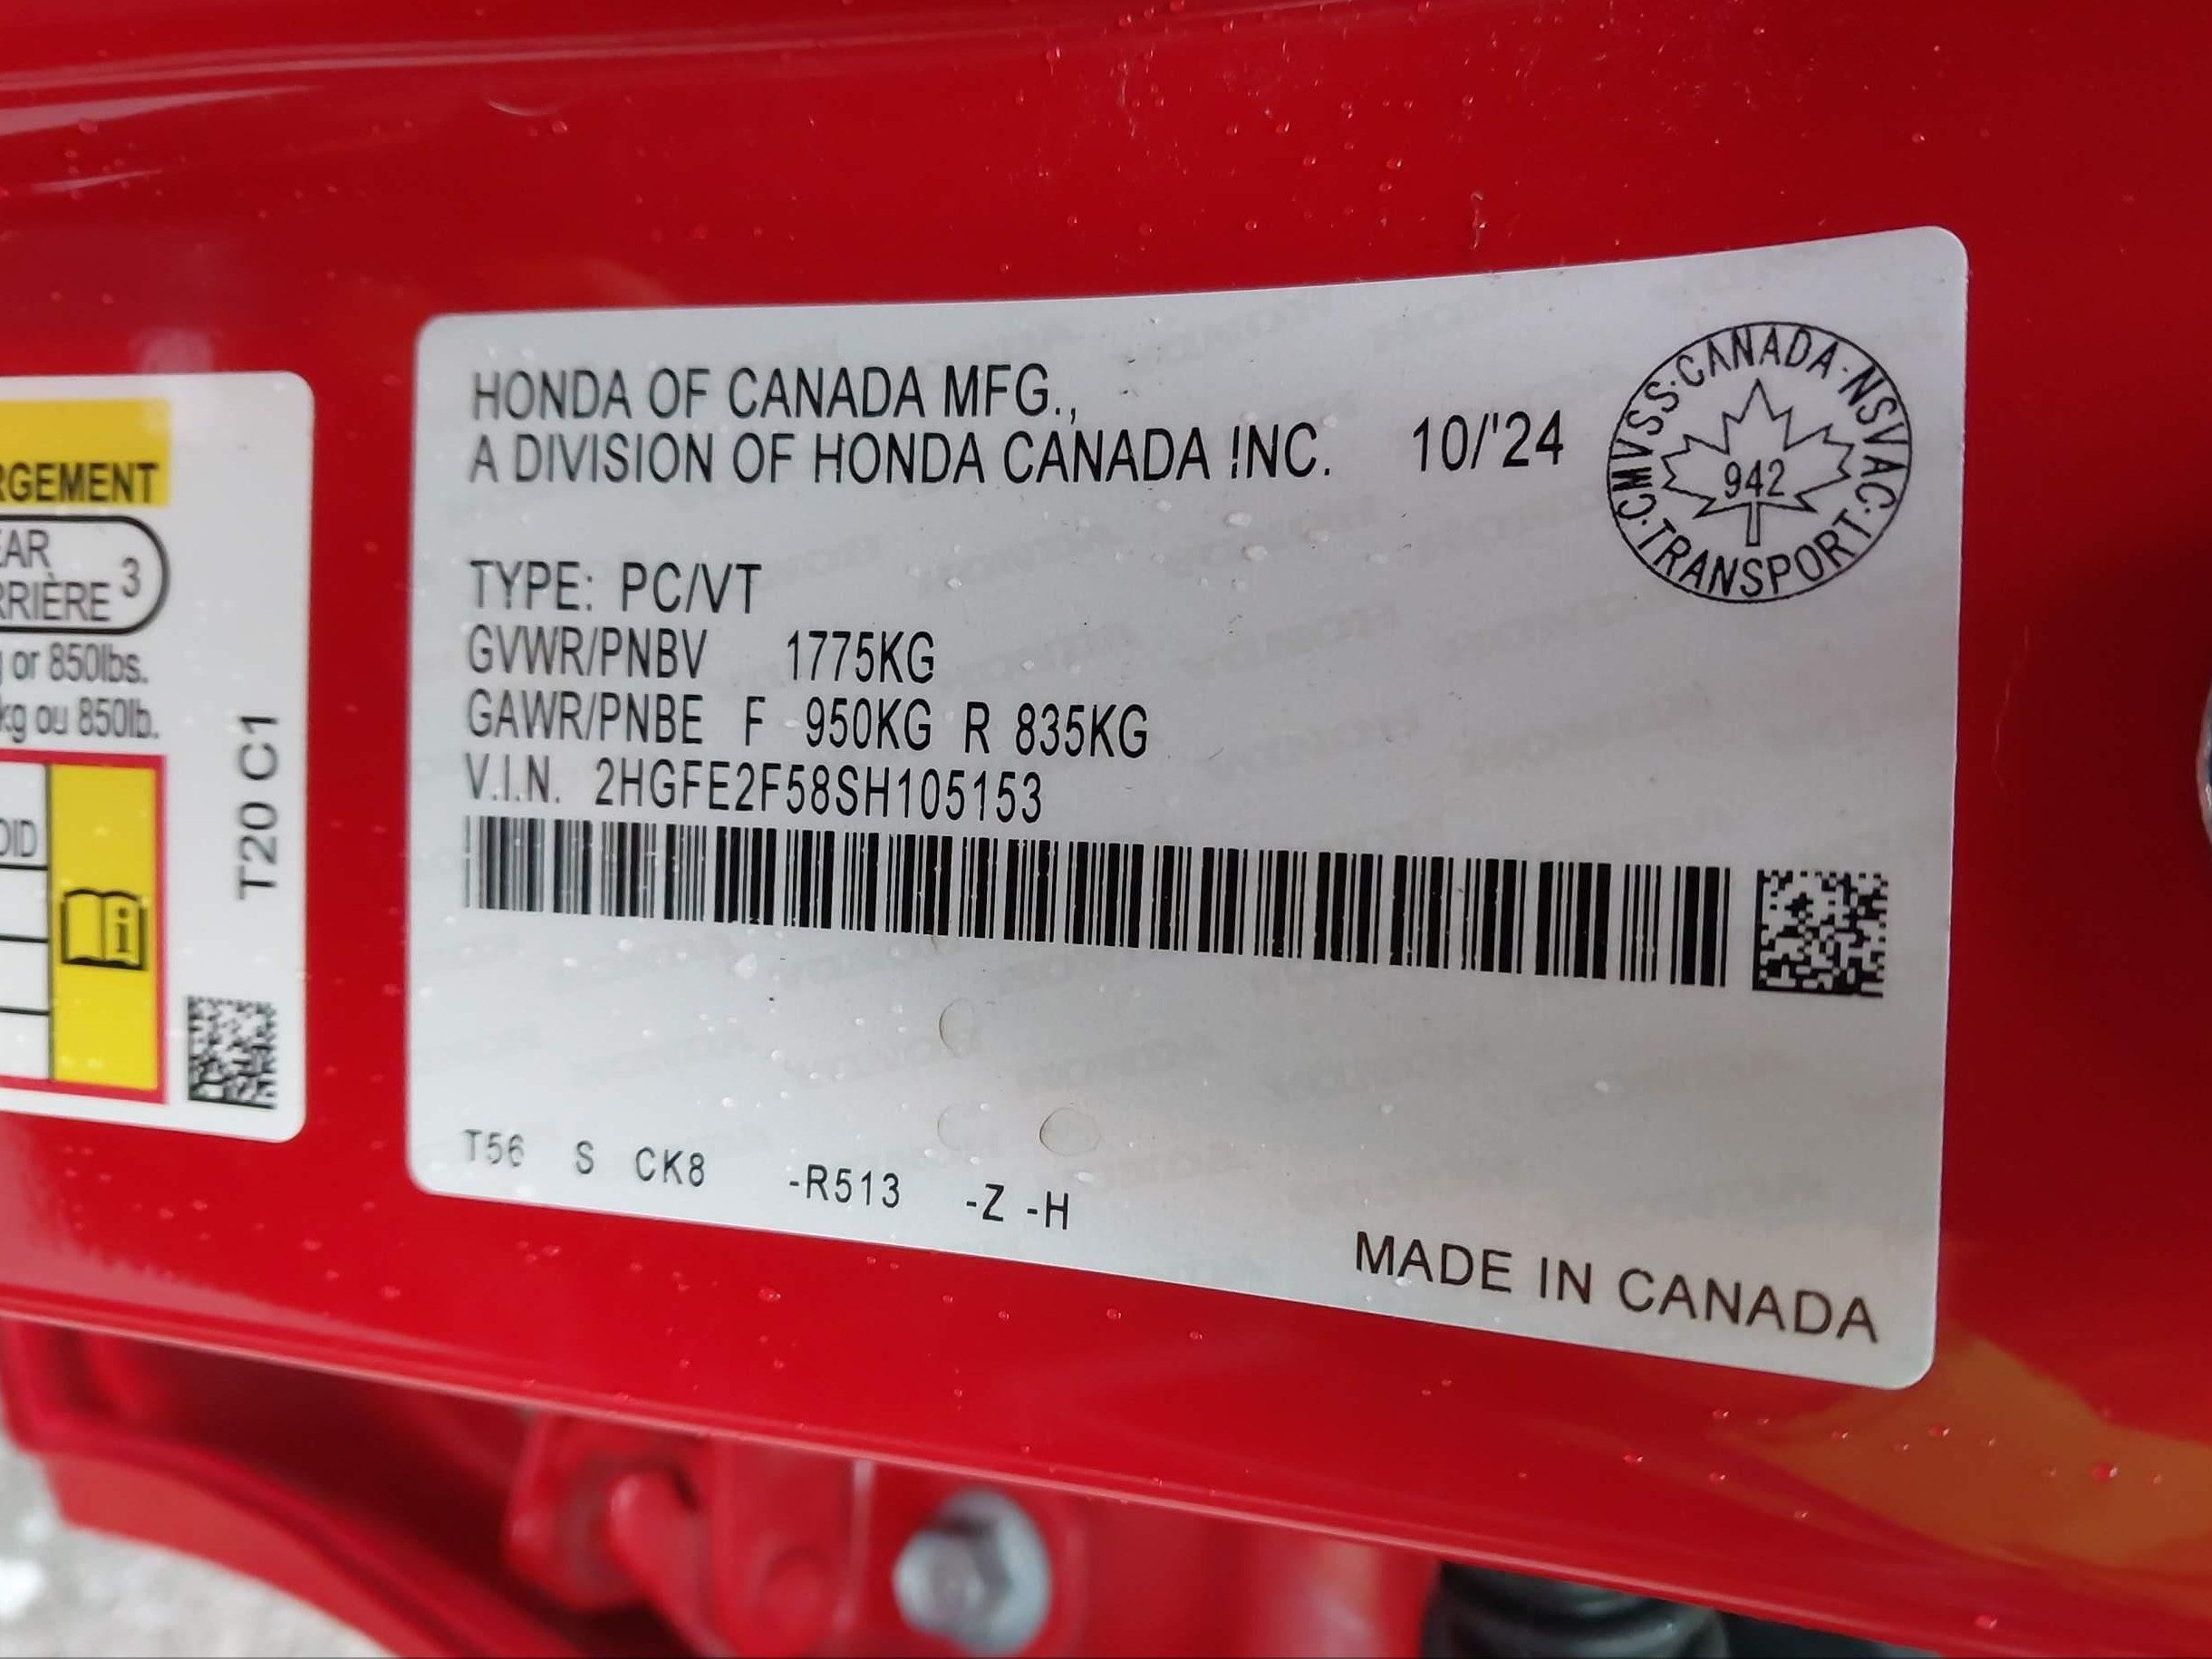 RGEMENT
EAR
RRIÈRE 3
g or 850lbs.
kg ou 850lb.
OID
T20 C1
HONDA OF CANADA MFG.,
A DIVISION OF HONDA CANADA INC. 10/'24
CMVSS·CANADA·NSVAC·TRANSPORT·
942
TYPE: PC/VT
GVWR/PNBV 1775KG
GAWR/PNBE F 950KG R 835KG
V.I.N. 2HGFE2F58SH105153
T56 S CK8 -R513 -Z -H
MADE IN CANADA